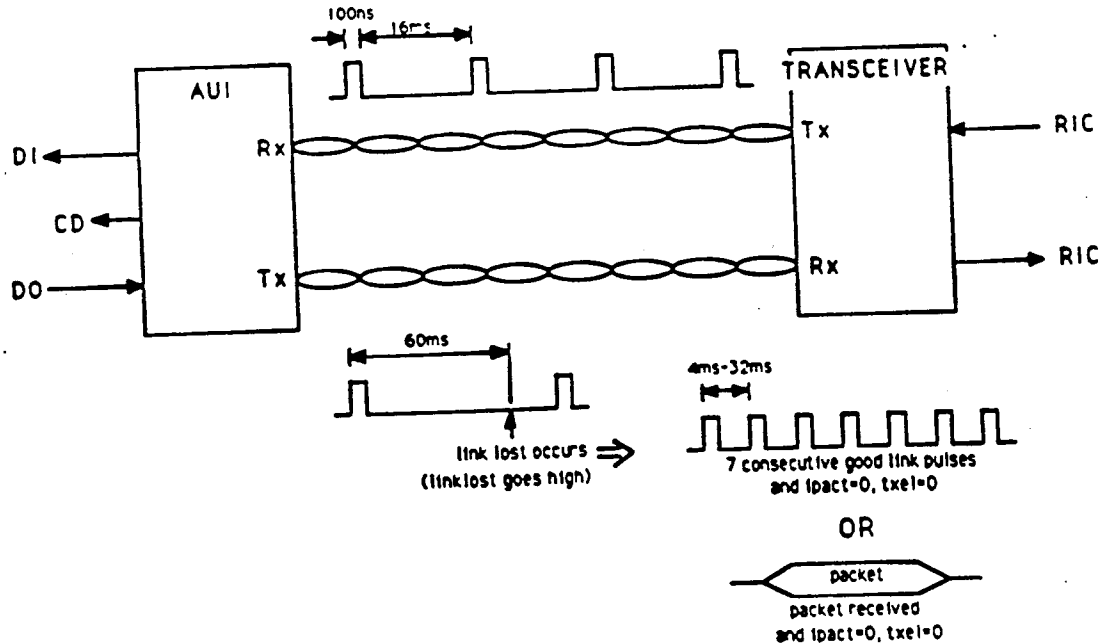 100ns
16ms
AUI
TRANSCEIVER
Rx
Tx
RIC
DI
CD
DO
Tx
Rx
RIC
60ms
4ms-32ms
link lost occurs
(linklost goes high)
7 consecutive good link pulses
and lpact=0, txel=0
OR
packet
packet received
and lpact=0, txel=0